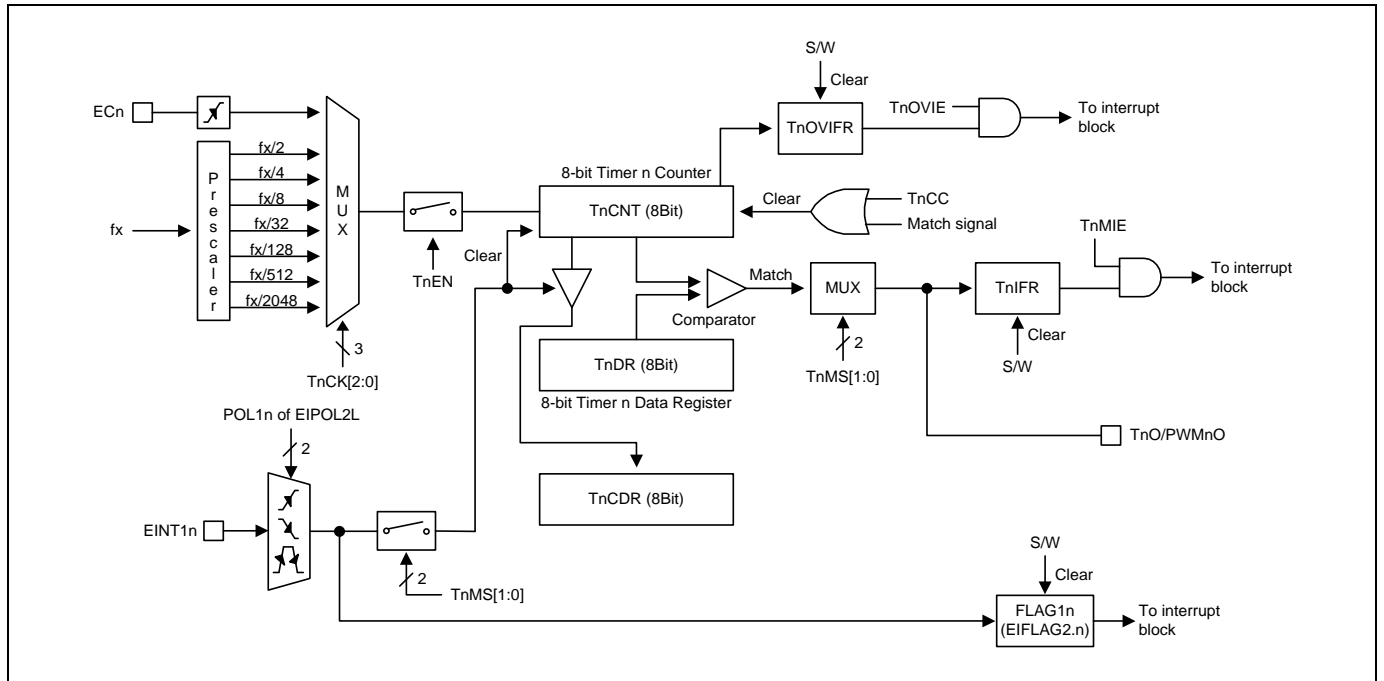 S/W
Clear
ECn
TnOVIFR
TnOVIE
To interrupt
block
fx/2
fx/4
fx/8
fx/32
fx/128
fx/512
fx/2048
Prescaler
fx
MUX
8-bit Timer n Counter
TnCNT (8Bit)
Clear
TnCC
Match signal
TnEN
Clear
TnMIE
To interrupt
block
Match
MUX
TnIFR
Comparator
Clear
S/W
3
TnCK[2:0]
TnDR (8Bit)
8-bit Timer n Data Register
2
TnMS[1:0]
POL1n of EIPOL2L
2
TnO/PWMnO
TnCDR (8Bit)
EINT1n
2
TnMS[1:0]
S/W
Clear
FLAG1n
(EIFLAG2.n)
To interrupt
block